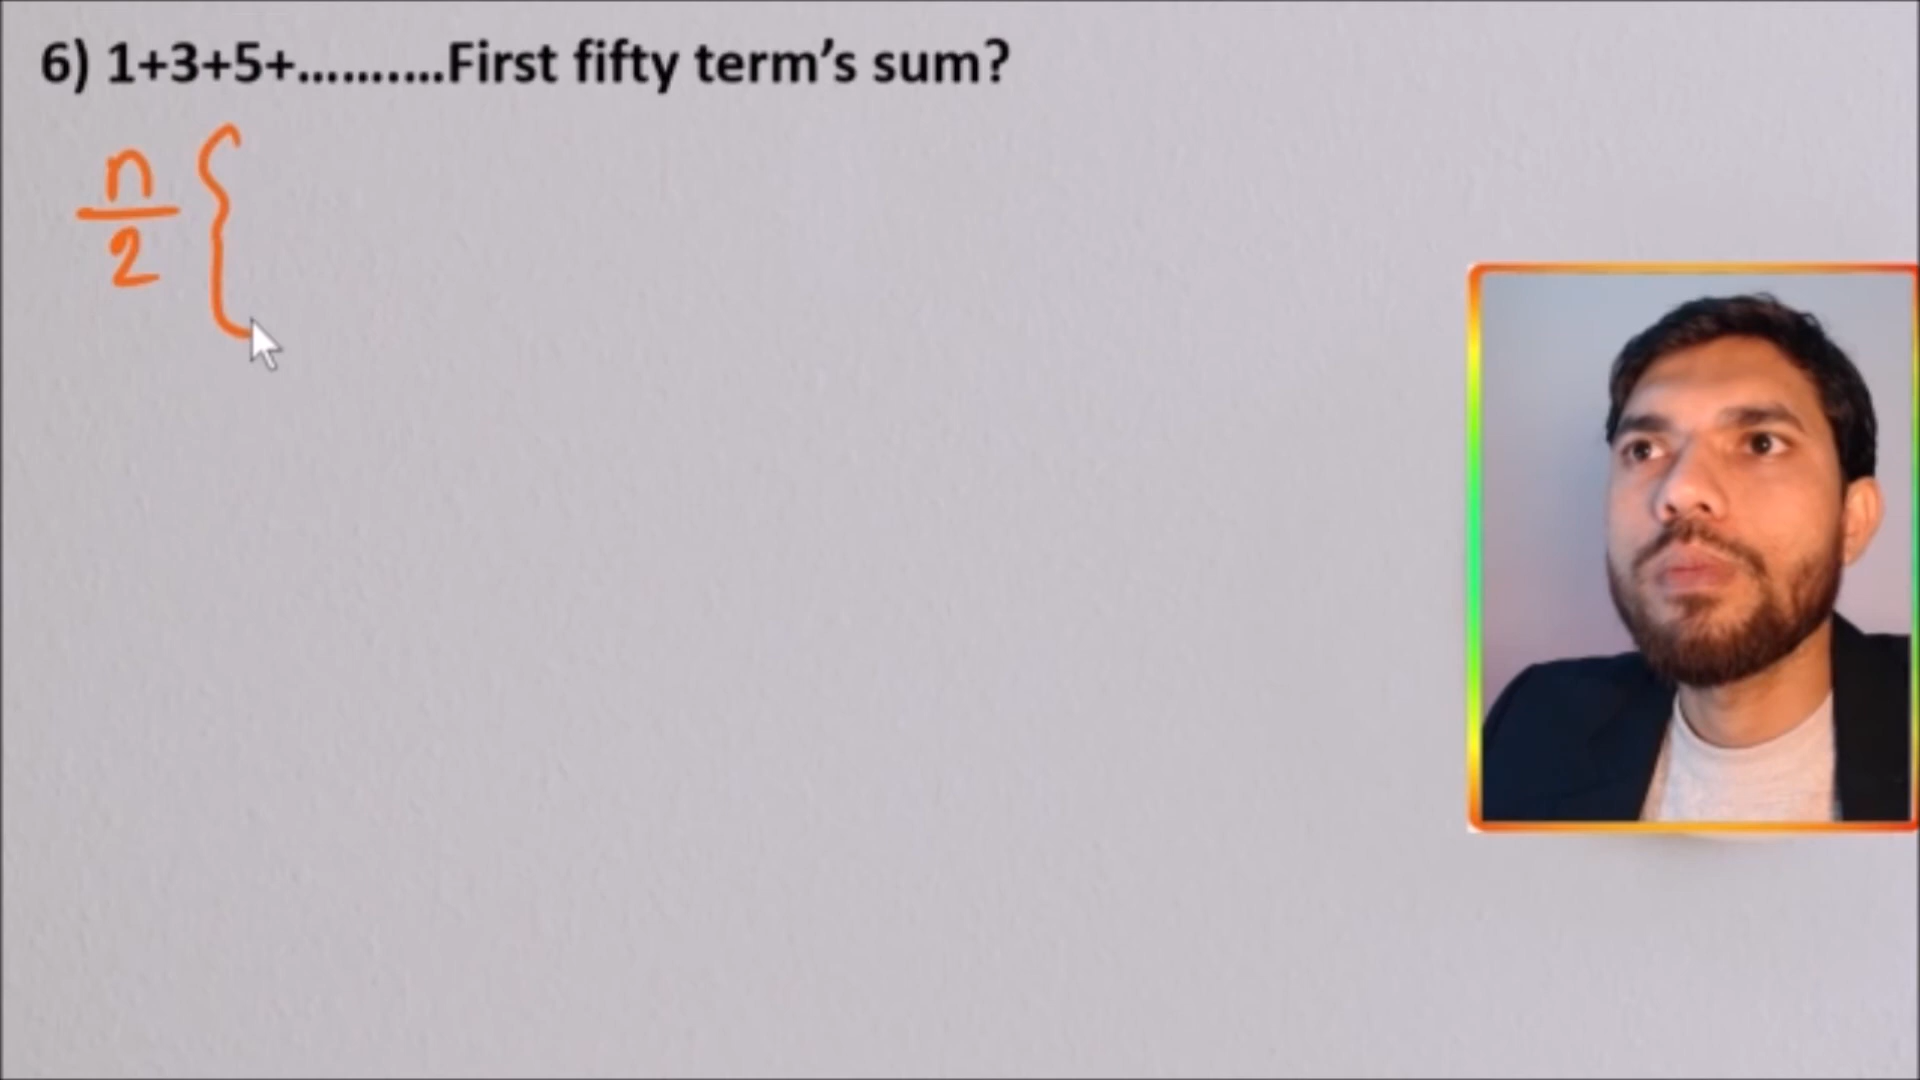 6) 1+3+5+..........First fifty term's sum?
n
2 {